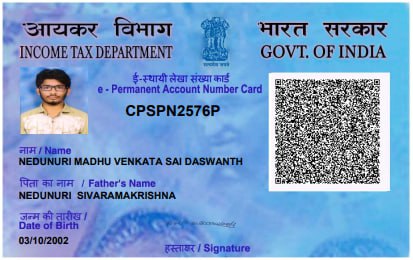 आयकर विभाग
INCOME TAX DEPARTMENT
भारत सरकार
GOVT. OF INDIA
ई-स्थायी लेखा संख्या कार्ड
e - Permanent Account Number Card
CPSPN2576P
नाम / Name
NEDUNURI MADHU VENKATA SAI DASWANTH
पिता का नाम / Father's Name
NEDUNURI SIVARAMAKRISHNA
जन्म की तारीख /
Date of Birth
03/10/2002
हस्ताक्षर / Signature